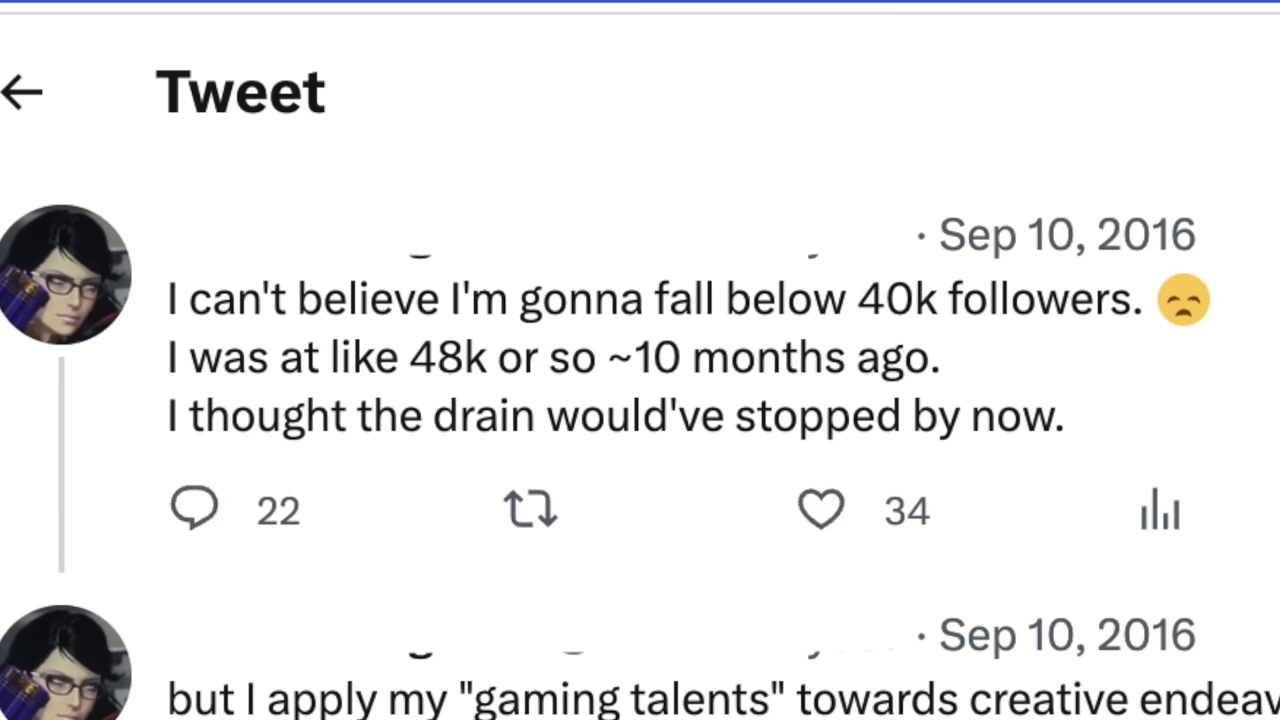 Tweet
· Sep 10, 2016
I can't believe I'm gonna fall below 40k followers. 😞
I was at like 48k or so ~10 months ago.
I thought the drain would've stopped by now.
22 34
· Sep 10, 2016
but I apply my "gaming talents" towards creative